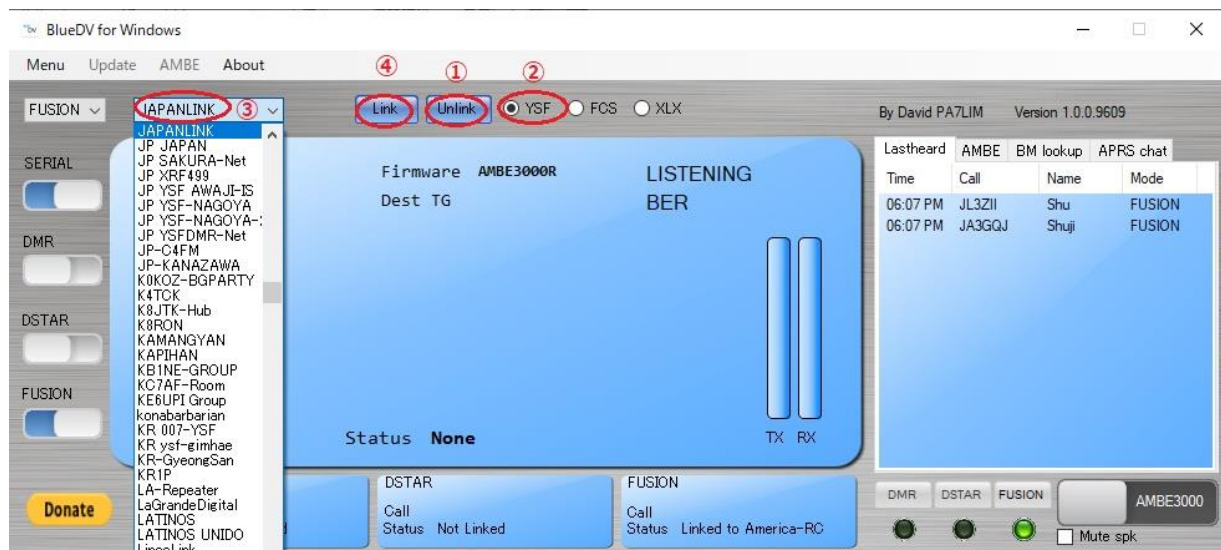 BlueDV for Windows
Menu Update AMBE About
④ ① ②
FUSION JAPANLINK ③ Link Unlink YSF FCS XLX By David PA7LIM Version 1.0.0.9609
JAPANLINK
JP JAPAN
JP SAKURA-Net
JP XRF499
JP YSF AWAJI-IS
JP YSF-NAGOYA
JP YSF-NAGOYA-
JP YSFDMR-Net
JP-C4FM
JP-KANAZAWA
K0KOZ-BGPARTY
K4TCK
K8JTK-Hub
K8RON
KAMANGYAN
KAPIHAN
KB1NE-GROUP
KC7AF-Room
KE6UPI Group
konabarbarian
KR 007-YSF
KR ysf-gimhae
KR-GyeongSan
KR1P
LA-Repeater
LaGrandeDigital
LATINOS
LATINOS UNIDO
SERIAL
DMR
DSTAR
FUSION
Donate
Firmware AMBE3000R LISTENING
Dest TG BER
Status None TX RX
DSTAR
Call
Status Not Linked
FUSION
Call
Status Linked to America-RC
Lastheard AMBE BM lookup APRS chat
Time Call Name Mode
06:07 PM JL3ZII Shu FUSION
06:07 PM JA3GQJ Shuji FUSION
DMR DSTAR FUSION AMBE3000
Mute spk